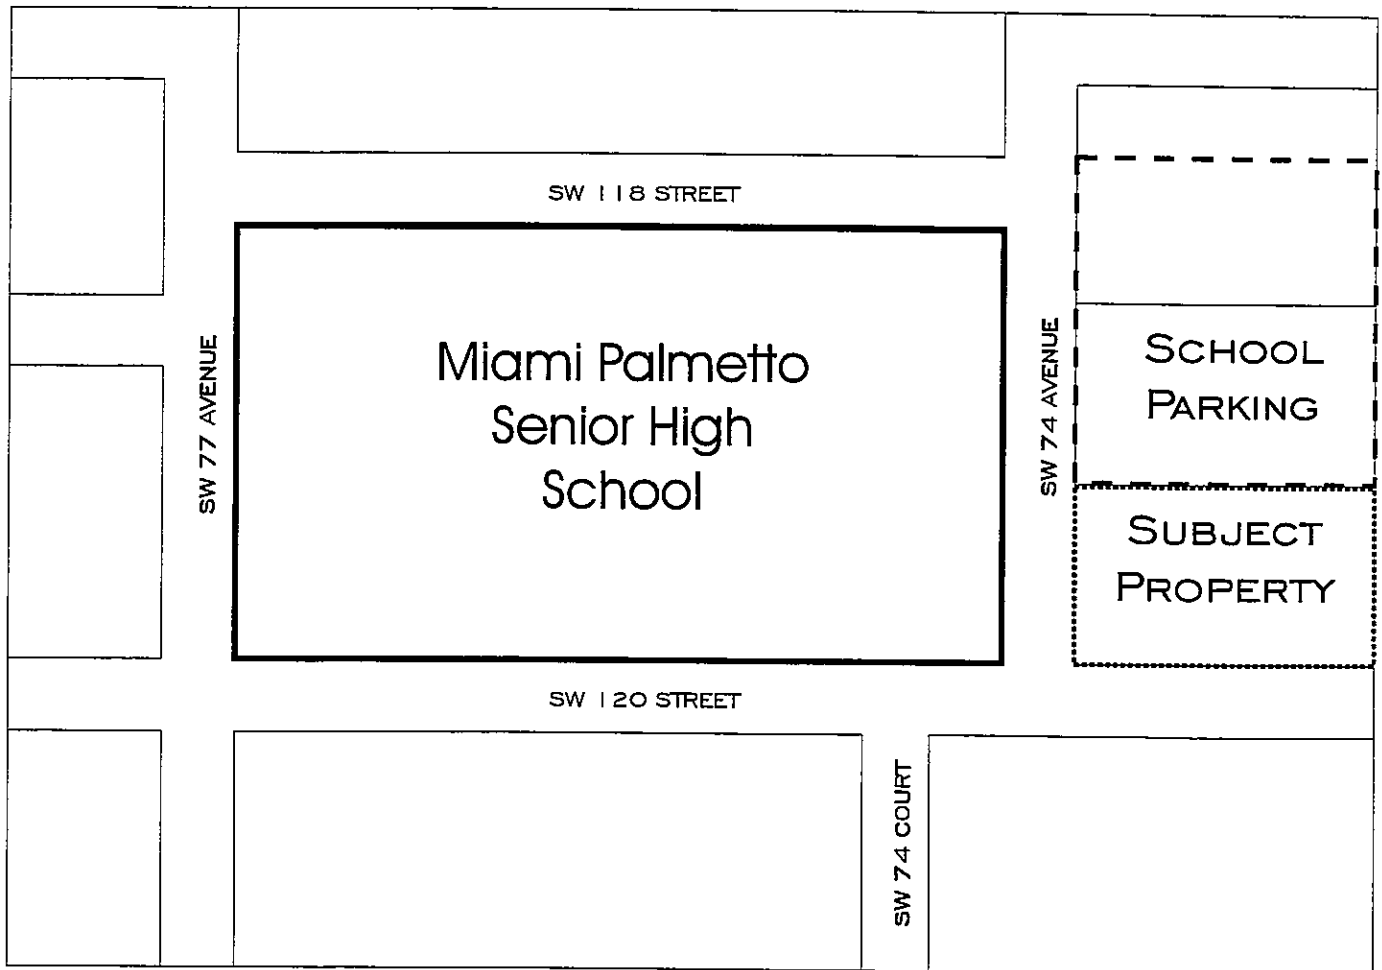 SW 118 STREET
SW 77 AVENUE
Miami Palmetto
Senior High
School
SW 74 AVENUE
SCHOOL
PARKING
SUBJECT
PROPERTY
SW 120 STREET
SW 74 COURT